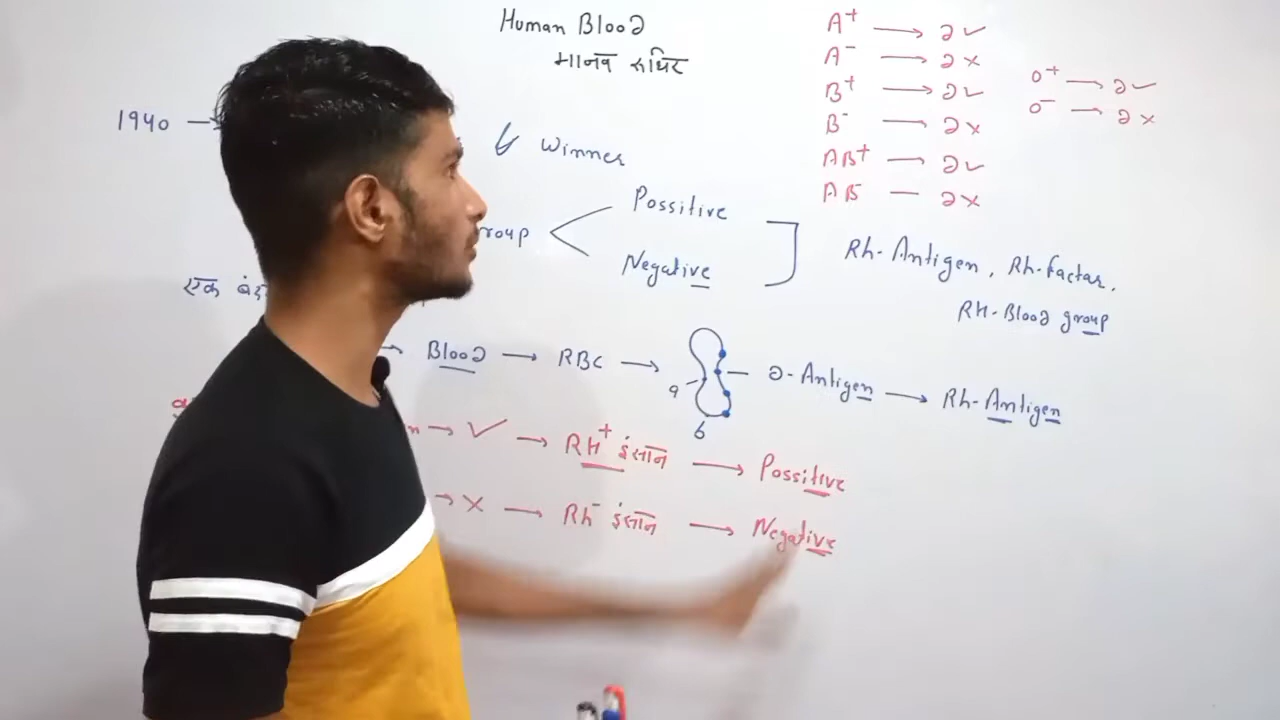 Human Blood
मानव रुधिर
1940 →
& Winner
roup
Possitive
Negative
A+ → D ✓
A- → D ×
B+ → D ✓
B- → D ×
AB+ → D ✓
AB- — D ×
O+ → D ✓
O- → D ×
Rh-Antigen, Rh-factar,
RH-Blood group
एक बं
→ Blood → RBC → D-Antigen → Rh-Antigen
9
6
n → ✓ → RH+ इंसान → Possitive
→ × → Rh- इंसान → Negative